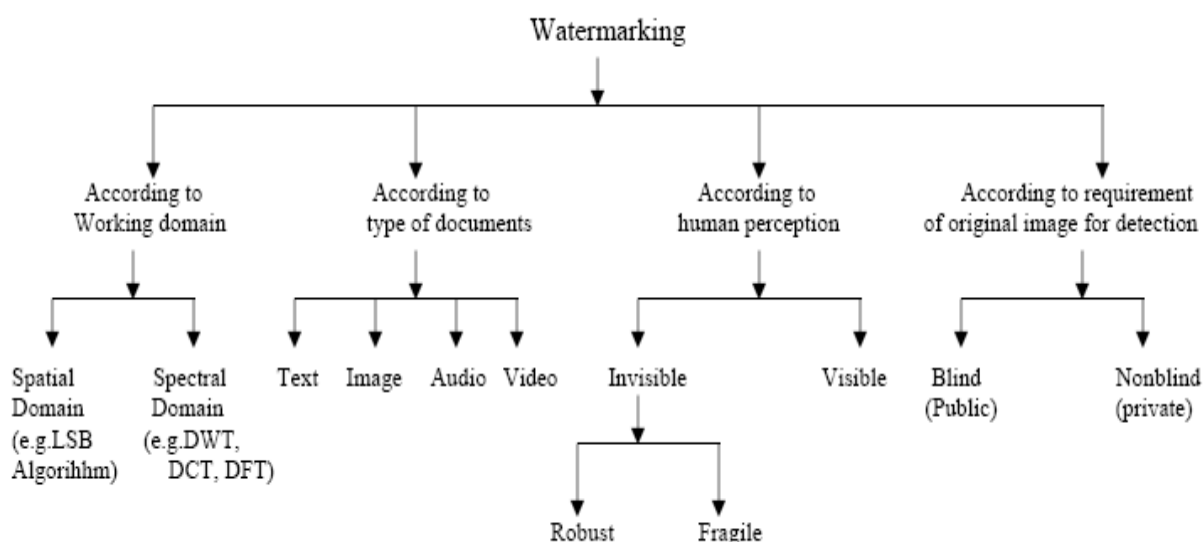 Watermarking
According to
Working domain
According to
type of documents
According to
human perception
According to requirement
of original image for detection
Spatial
Domain
(e.g.LSB
Algorihhm)
Spectral
Domain
(e.g.DWT,
DCT, DFT)
Text
Image
Audio
Video
Invisible
Visible
Blind
(Public)
Nonblind
(private)
Robust
Fragile